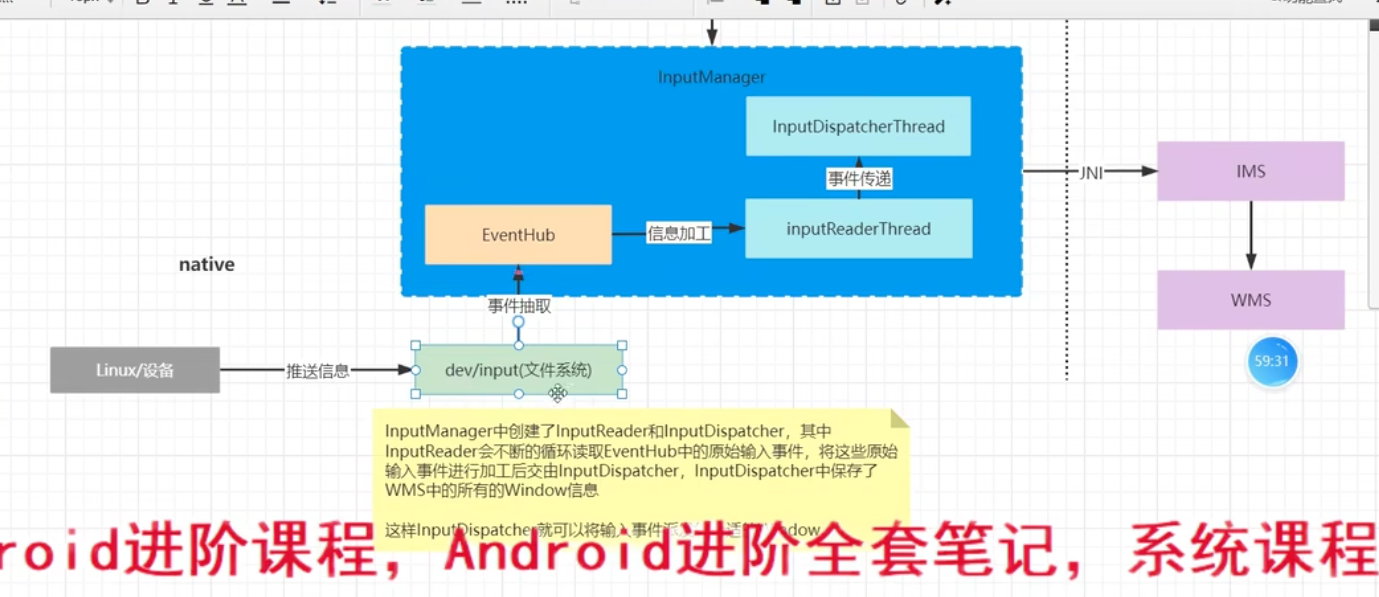 InputManager
InputDispatcherThread
事件传递
JNI
IMS
EventHub
信息加工
inputReaderThread
native
事件抽取
WMS
Linux/设备
推送信息
dev/input(文件系统)
59:31
InputManager中创建了InputReader和InputDispatcher，其中
InputReader会不断的循环读取EventHub中的原始输入事件，将这些原始
输入事件进行加工后交由InputDispatcher，InputDispatcher中保存了
WMS中的所有的Window信息
这样InputDispatcher就可以将输入事件派
roid进阶课程，Android进阶全套笔记，系统课程